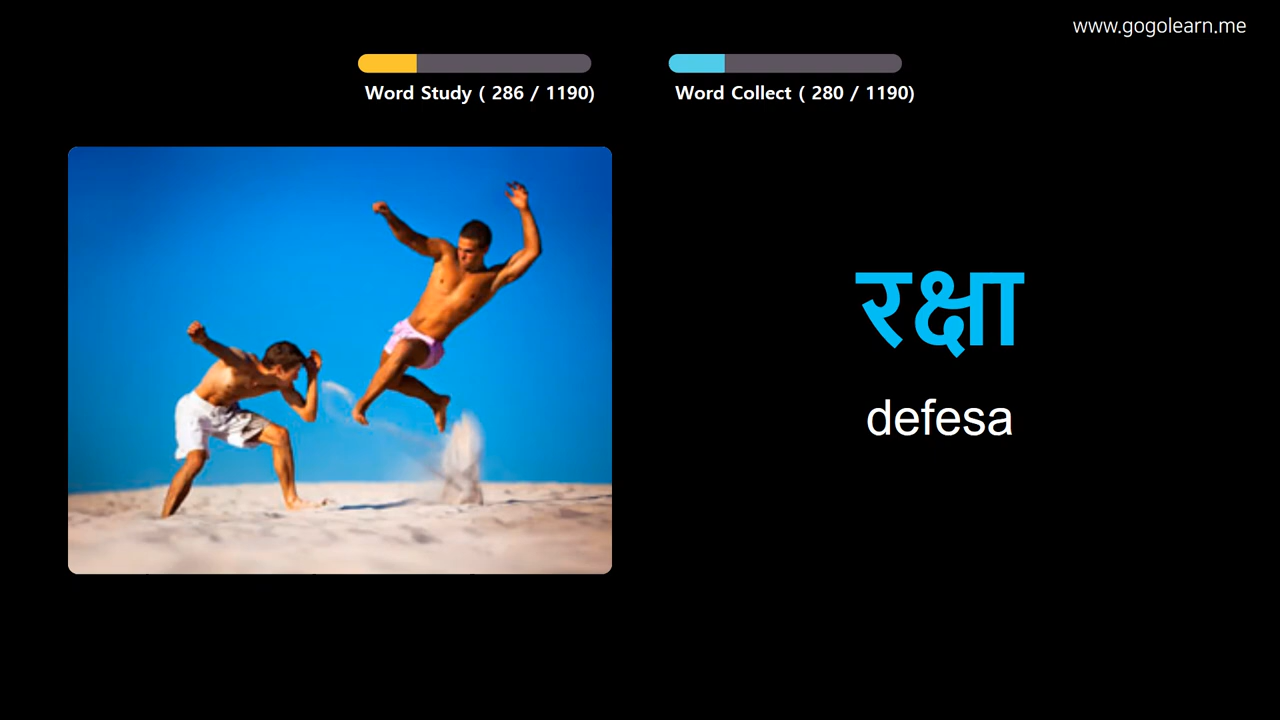 www.gogolearn.me
Word Study ( 286 / 1190)
Word Collect ( 280 / 1190)
रक्षा
defesa